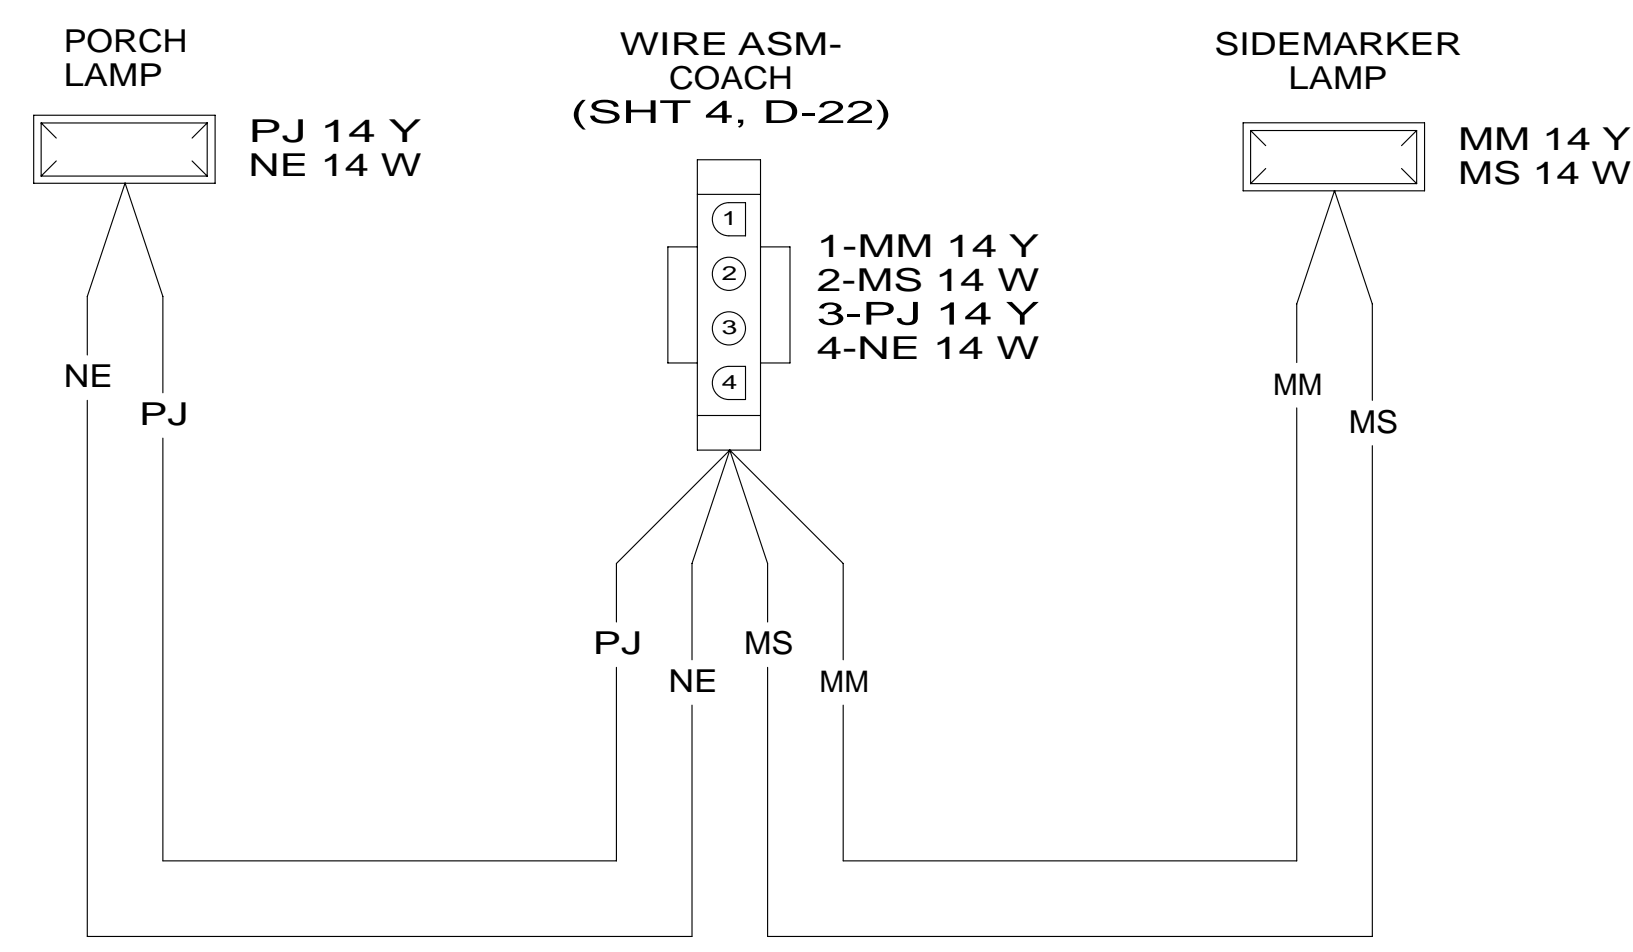 PORCH
LAMP
PJ 14 Y
NE 14 W
WIRE ASM-
COACH
(SHT 4, D-22)
SIDEMARKER
LAMP
MM 14 Y
MS 14 W
1
2
3
4
1-MM 14 Y
2-MS 14 W
3-PJ 14 Y
4-NE 14 W
NE
PJ
MM
MS
PJ
NE
MS
MM